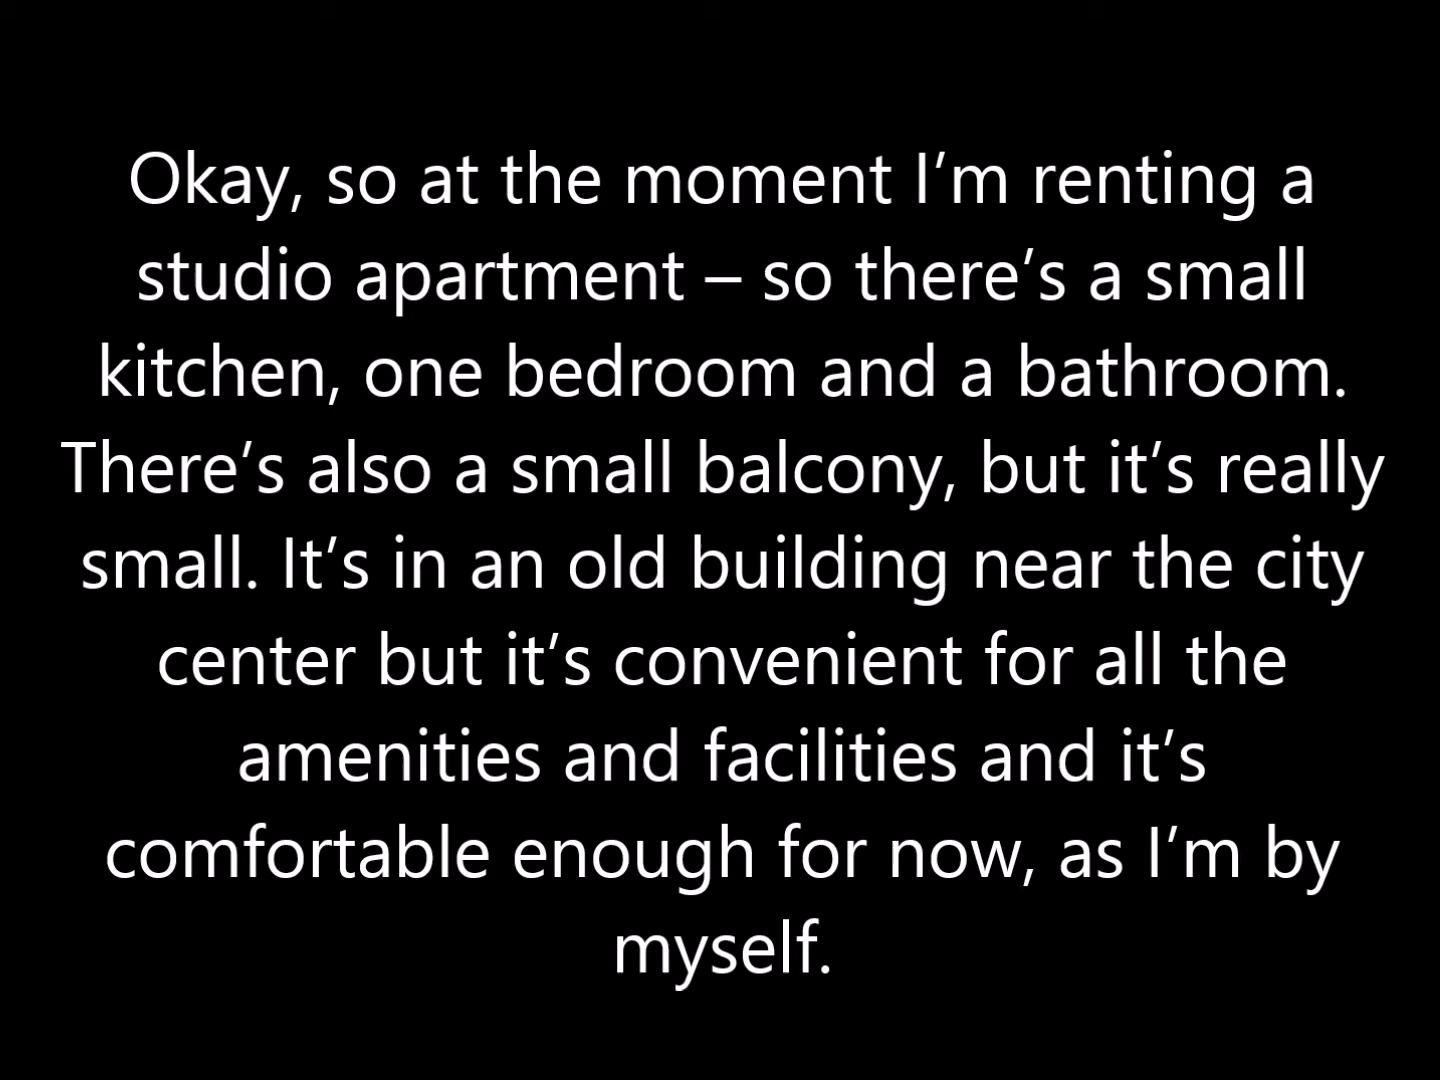 Okay, so at the moment I’m renting a
studio apartment – so there’s a small
kitchen, one bedroom and a bathroom.
There’s also a small balcony, but it’s really
small. It’s in an old building near the city
center but it’s convenient for all the
amenities and facilities and it’s
comfortable enough for now, as I’m by
myself.